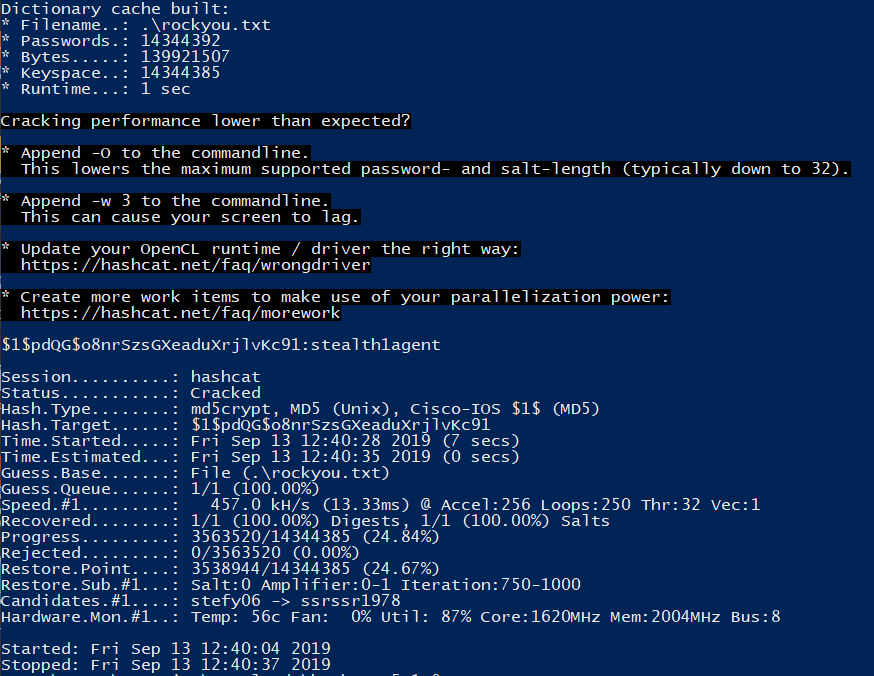 Dictionary cache built:
* Filename..: .\rockyou.txt
* Passwords.: 14344392
* Bytes.....: 139921507
* Keyspace..: 14344385
* Runtime...: 1 sec
Cracking performance lower than expected?
* Append -O to the commandline.
This lowers the maximum supported password- and salt-length (typically down to 32).
* Append -w 3 to the commandline.
This can cause your screen to lag.
* Update your OpenCL runtime / driver the right way:
https://hashcat.net/faq/wrongdriver
* Create more work items to make use of your parallelization power:
https://hashcat.net/faq/morework
$1$pdQG$o8nrSzsGXeaduXrjlvKc91:stealth1agent
Session..........: hashcat
Status...........: Cracked
Hash.Type........: md5crypt, MD5 (Unix), Cisco-IOS $1$ (MD5)
Hash.Target......: $1$pdQG$o8nrSzsGXeaduXrjlvKc91
Time.Started.....: Fri Sep 13 12:40:28 2019 (7 secs)
Time.Estimated...: Fri Sep 13 12:40:35 2019 (0 secs)
Guess.Base.......: File (.\rockyou.txt)
Guess.Queue......: 1/1 (100.00%)
Speed.#1.........:   457.0 kH/s (13.33ms) @ Accel:256 Loops:250 Thr:32 Vec:1
Recovered........: 1/1 (100.00%) Digests, 1/1 (100.00%) Salts
Progress.........: 3563520/14344385 (24.84%)
Rejected.........: 0/3563520 (0.00%)
Restore.Point....: 3538944/14344385 (24.67%)
Restore.Sub.#1...: Salt:0 Amplifier:0-1 Iteration:750-1000
Candidates.#1....: stefy06 -> ssrssr1978
Hardware.Mon.#1..: Temp: 56c Fan:  0% Util: 87% Core:1620MHz Mem:2004MHz Bus:8
Started: Fri Sep 13 12:40:04 2019
Stopped: Fri Sep 13 12:40:37 2019